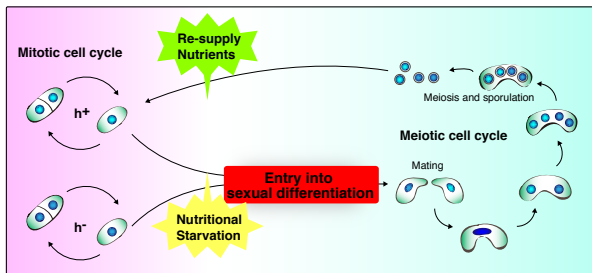 Mitotic cell cycle
Re-supply
Nutrients
h+
Meiosis and sporulation
Meiotic cell cycle
Mating
Entry into
sexual differentiation
h-
Nutritional
Starvation